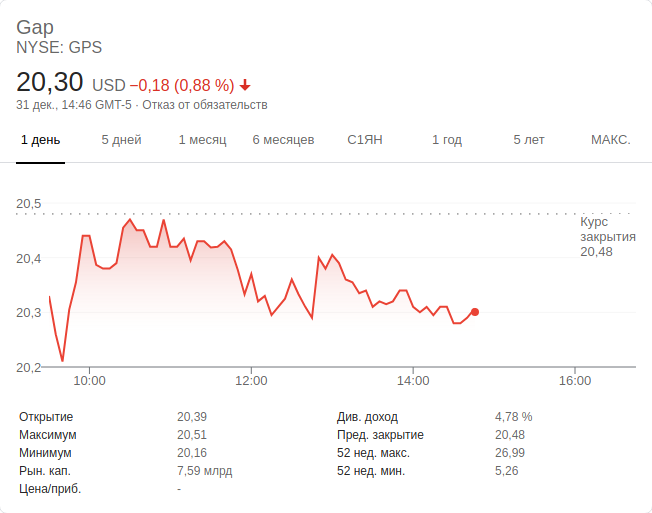 Gap
NYSE: GPS
20,30 USD −0,18 (0,88 %)
31 дек., 14:46 GMT-5 · Отказ от обязательств
1 день 5 дней 1 месяц 6 месяцев С1ЯН 1 год 5 лет МАКС.
20,5
Курс
закрытия
20,48
20,4
20,3
20,2
10:00 12:00 14:00 16:00
Открытие 20,39 Див. доход 4,78 %
Максимум 20,51 Пред. закрытие 20,48
Минимум 20,16 52 нед. макс. 26,99
Рын. кап. 7,59 млрд 52 нед. мин. 5,26
Цена/приб. -